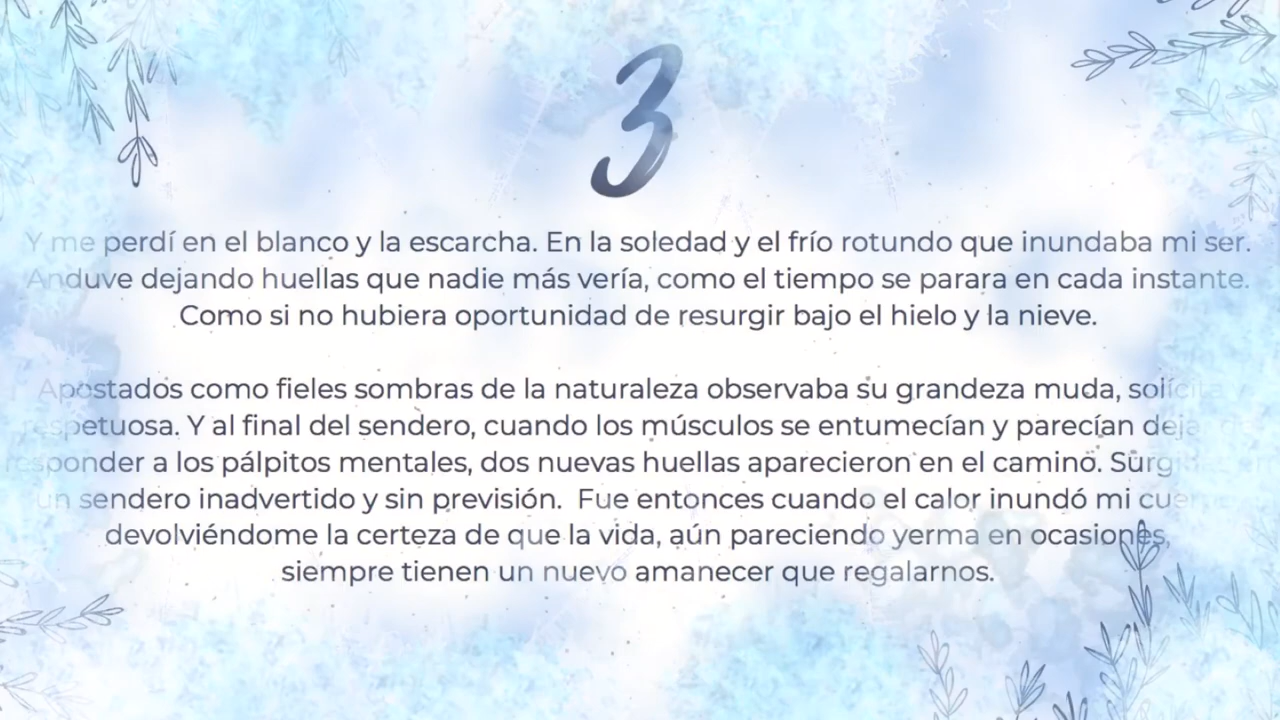 3
Y me perdí en el blanco y la escarcha. En la soledad y el frío rotundo que inundaba mi ser.
Anduve dejando huellas que nadie más vería, como el tiempo se parara en cada instante.
Como si no hubiera oportunidad de resurgir bajo el hielo y la nieve.
Apostados como fieles sombras de la naturaleza observaba su grandeza muda, solícita y
respetuosa. Y al final del sendero, cuando los músculos se entumecían y parecían dejar de
responder a los pálpitos mentales, dos nuevas huellas aparecieron en el camino.
un sendero inadvertido y sin previsión. Fue entonces cuando el calor inundó mi
devolviéndome la certeza de que la vida, aún pareciendo yerma en ocasiones,
siempre tienen un nuevo amanecer que regalarnos.